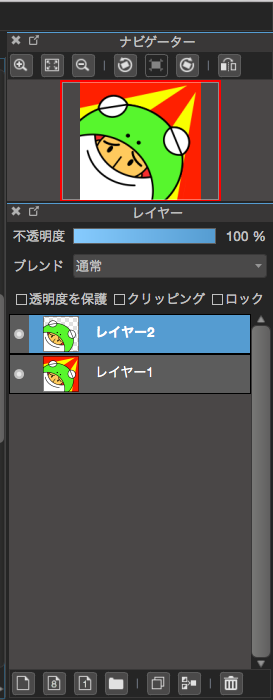 ナビゲーター
レイヤー
不透明度 100 %
ブレンド 通常
透明度を保護 クリッピング ロック
レイヤー2
レイヤー1
8 1